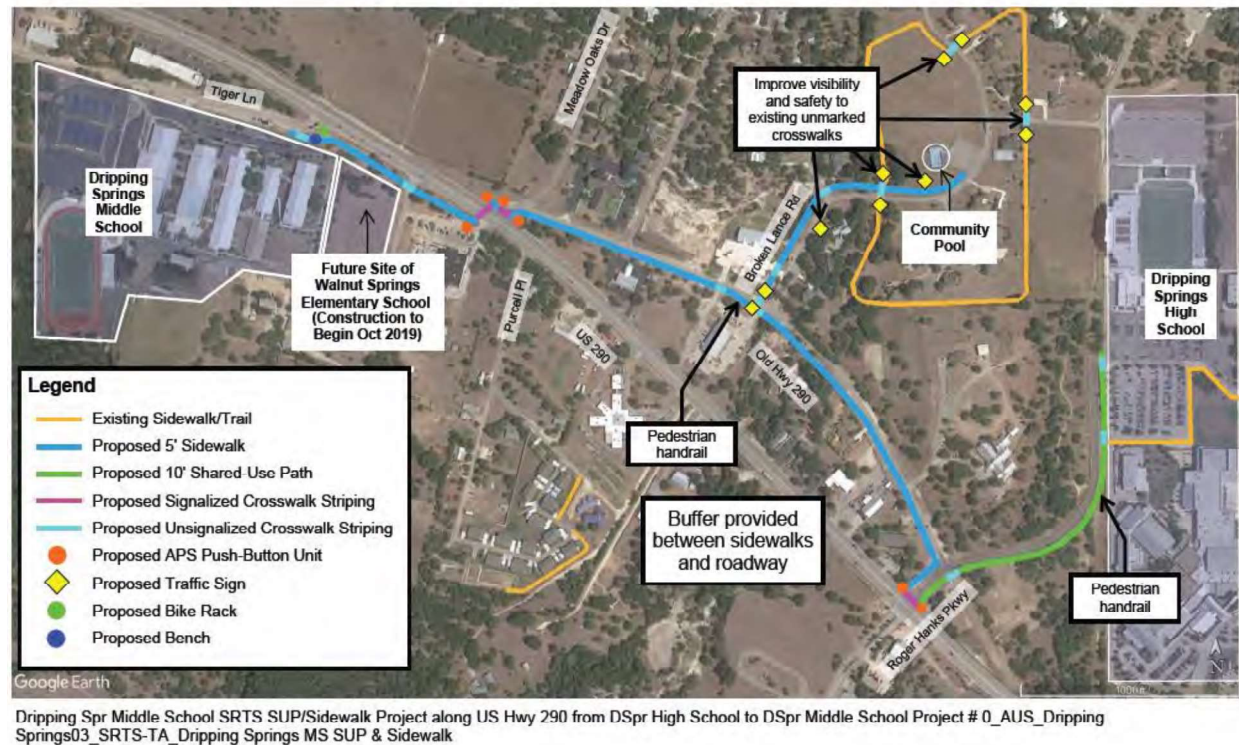 Tiger Ln
Meadow Oaks Dr
Improve visibility
and safety to
existing unmarked
crosswalks
Dripping
Springs
Middle
School
Broken Lance Rd
Community
Pool
Future Site of
Walnut Springs
Elementary School
(Construction to
Begin Oct 2019)
Purcell Pl
US 290
Old Hwy 290
Dripping
Springs
High
School
Pedestrian
handrail
Buffer provided
between sidewalks
and roadway
Roger Hanks Pkwy
Pedestrian
handrail
Legend
Existing Sidewalk/Trail
Proposed 5' Sidewalk
Proposed 10' Shared-Use Path
Proposed Signalized Crosswalk Striping
Proposed Unsignalized Crosswalk Striping
Proposed APS Push-Button Unit
Proposed Traffic Sign
Proposed Bike Rack
Proposed Bench
Google Earth
N
1000 ft
Dripping Spr Middle School SRTS SUP/Sidewalk Project along US Hwy 290 from DSpr High School to DSpr Middle School Project # 0_AUS_Dripping
Springs03_SRTS-TA_Dripping Springs MS SUP & Sidewalk